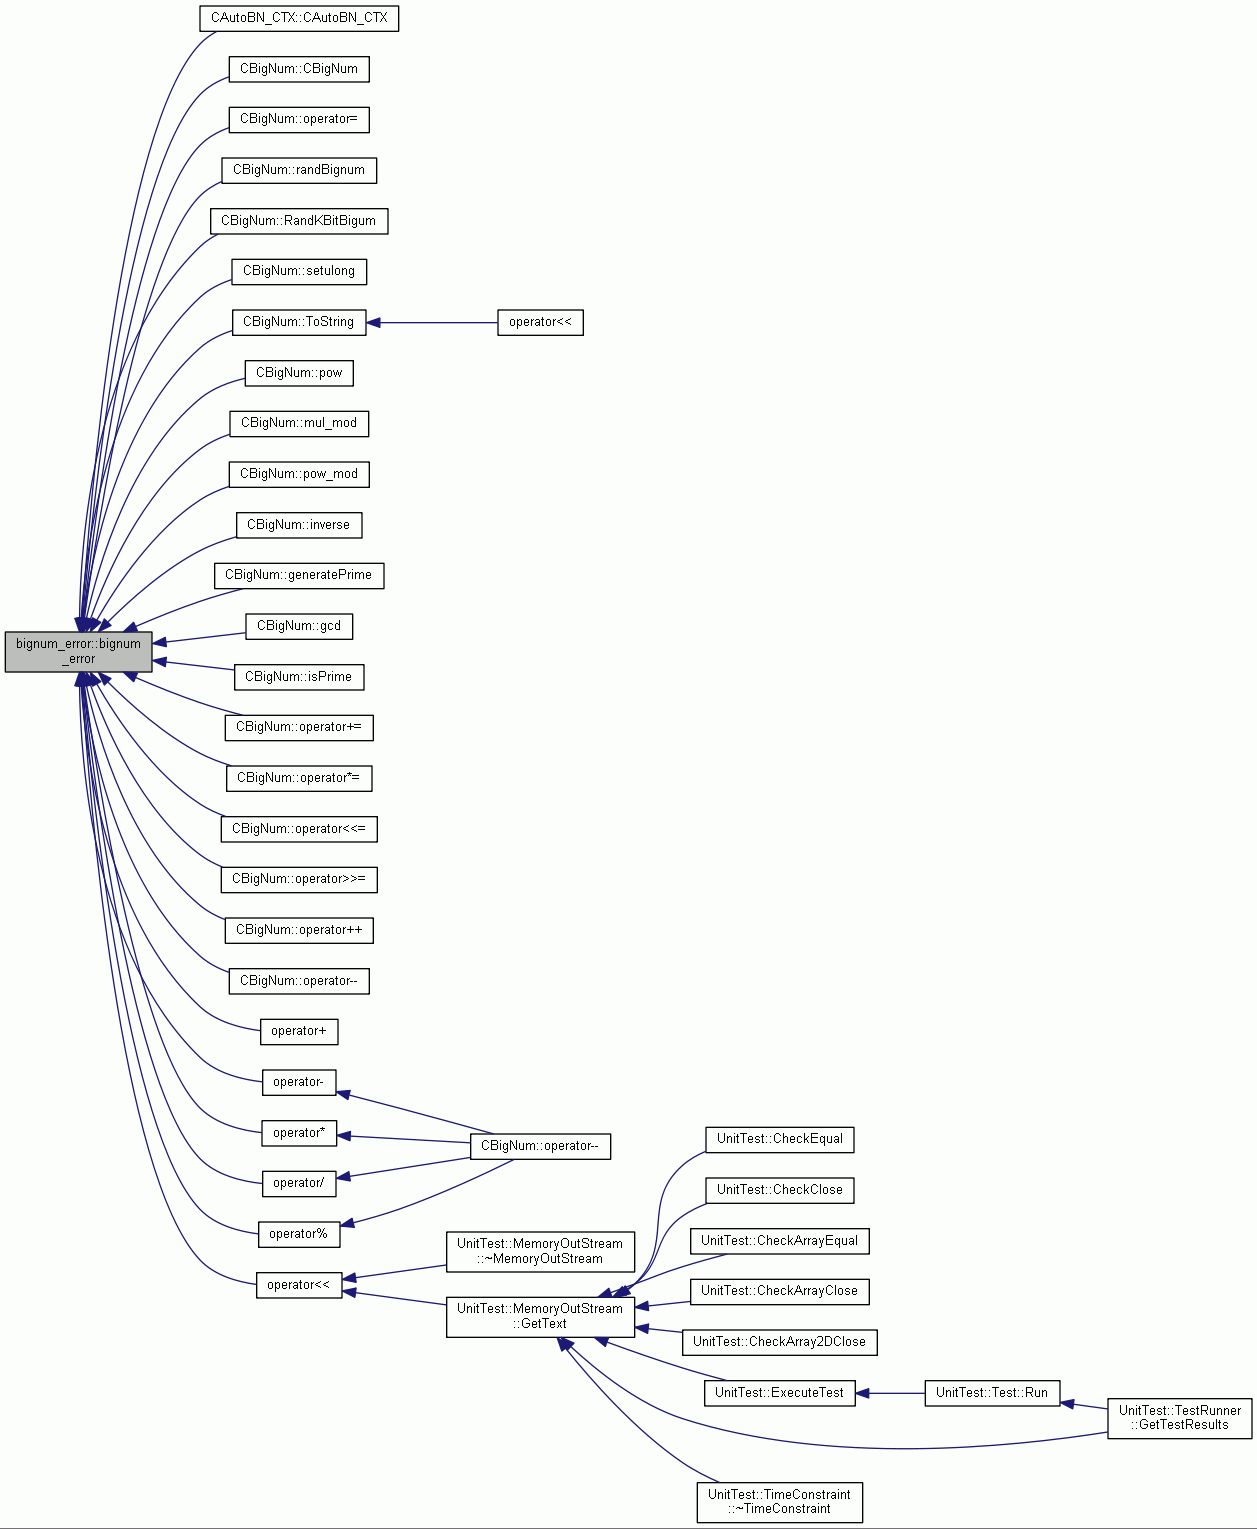 CAutoBN_CTX::CAutoBN_CTX
CBigNum::CBigNum
CBigNum::operator=
CBigNum::randBignum
CBigNum::RandKBitBigum
CBigNum::setulong
CBigNum::ToString
operator<<
CBigNum::pow
CBigNum::mul_mod
CBigNum::pow_mod
CBigNum::inverse
CBigNum::generatePrime
CBigNum::gcd
bignum_error::bignum
_error
CBigNum::isPrime
CBigNum::operator+=
CBigNum::operator*=
CBigNum::operator<<=
CBigNum::operator>>=
CBigNum::operator++
CBigNum::operator--
operator+
operator-
operator*
operator/
operator%
operator<<
CBigNum::operator--
UnitTest::MemoryOutStream
::~MemoryOutStream
UnitTest::MemoryOutStream
::GetText
UnitTest::CheckEqual
UnitTest::CheckClose
UnitTest::CheckArrayEqual
UnitTest::CheckArrayClose
UnitTest::CheckArray2DClose
UnitTest::ExecuteTest
UnitTest::Test::Run
UnitTest::TestRunner
::GetTestResults
UnitTest::TimeConstraint
::~TimeConstraint